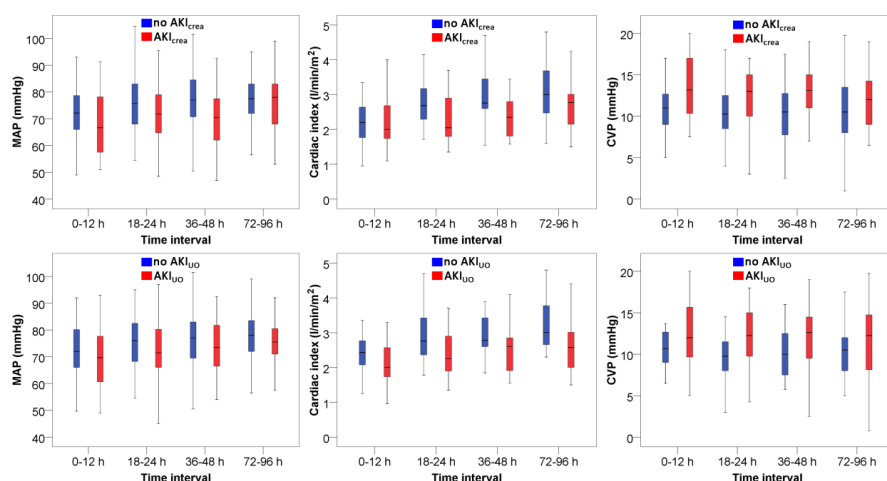 no AKIcrea
AKIcrea
MAP (mmHg)
100
90
80
70
60
50
40
0-12 h 18-24 h 36-48 h 72-96 h
Time interval
no AKIcrea
AKIcrea
Cardiac index (l/min/m²)
5
4
3
2
1
0
0-12 h 18-24 h 36-48 h 72-96 h
Time interval
no AKIcrea
AKIcrea
CVP (mmHg)
20
15
10
5
0
0-12 h 18-24 h 36-48 h 72-96 h
Time interval
no AKIUO
AKIUO
MAP (mmHg)
100
90
80
70
60
50
40
0-12 h 18-24 h 36-48 h 72-96 h
Time interval
no AKIUO
AKIUO
Cardiac index (l/min/m²)
5
4
3
2
1
0
0-12 h 18-24 h 36-48 h 72-96 h
Time interval
no AKIUO
AKIUO
CVP (mmHg)
20
15
10
5
0
0-12 h 18-24 h 36-48 h 72-96 h
Time interval